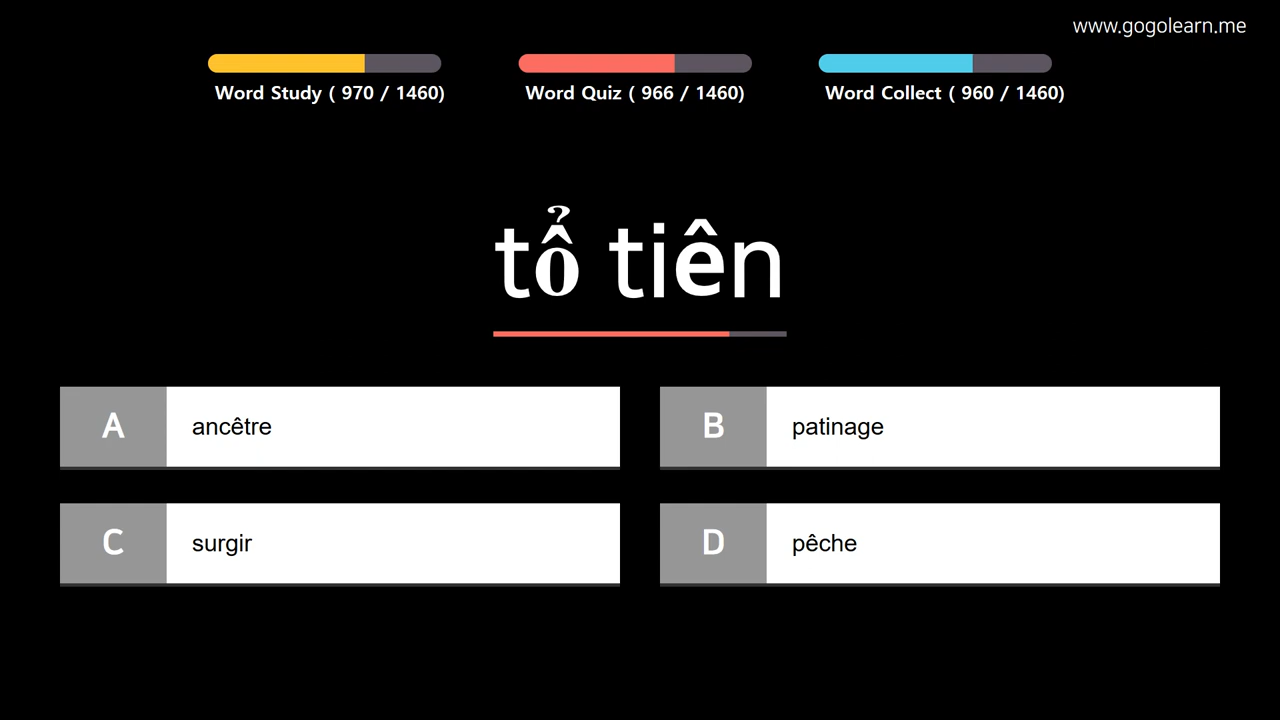 www.gogolearn.me
Word Study ( 970 / 1460)
Word Quiz ( 966 / 1460)
Word Collect ( 960 / 1460)
tổ tiên
A ancêtre
B patinage
C surgir
D pêche